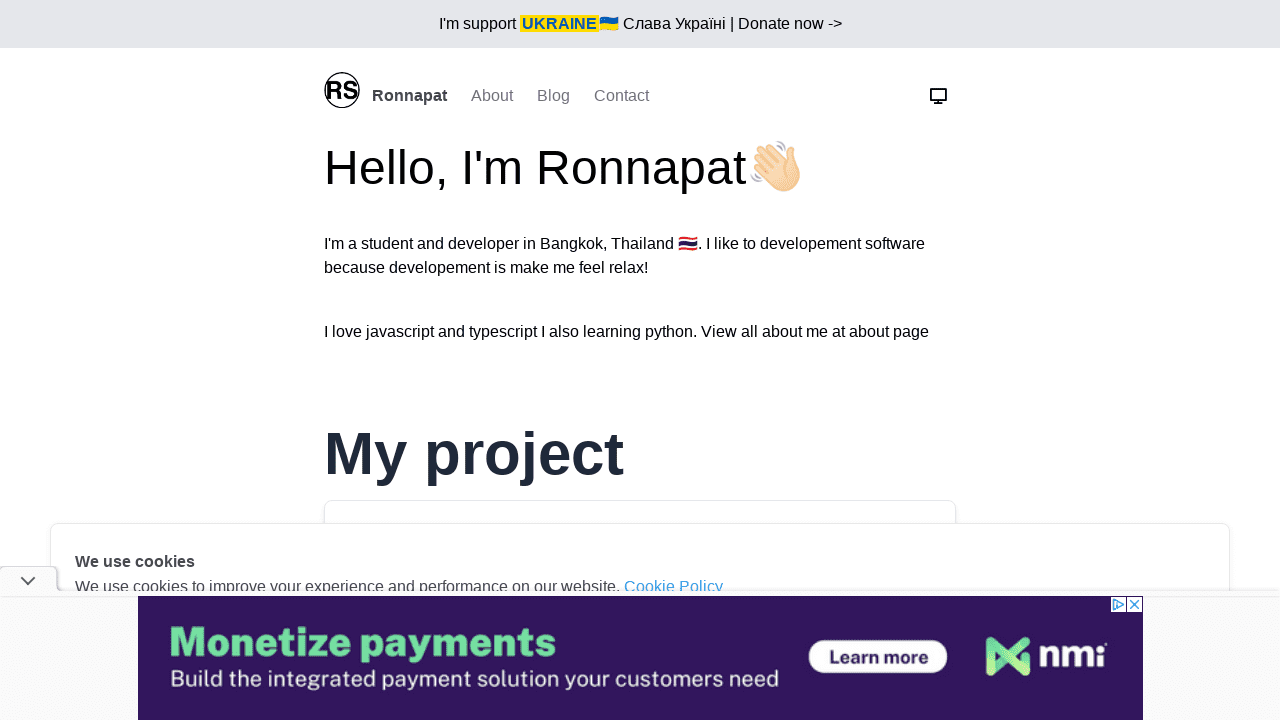 I'm support UKRAINE🇺🇦 Слава Україні | Donate now ->
RS Ronnapat About Blog Contact
Hello, I'm Ronnapat👋🏻
I'm a student and developer in Bangkok, Thailand 🇹🇭. I like to developement software
because developement is make me feel relax!
I love javascript and typescript I also learning python. View all about me at about page
My project
We use cookies
We use cookies to improve your experience and performance on our website. Cookie Policy
Monetize payments
Build the integrated payment solution your customers need
Learn more
nmi